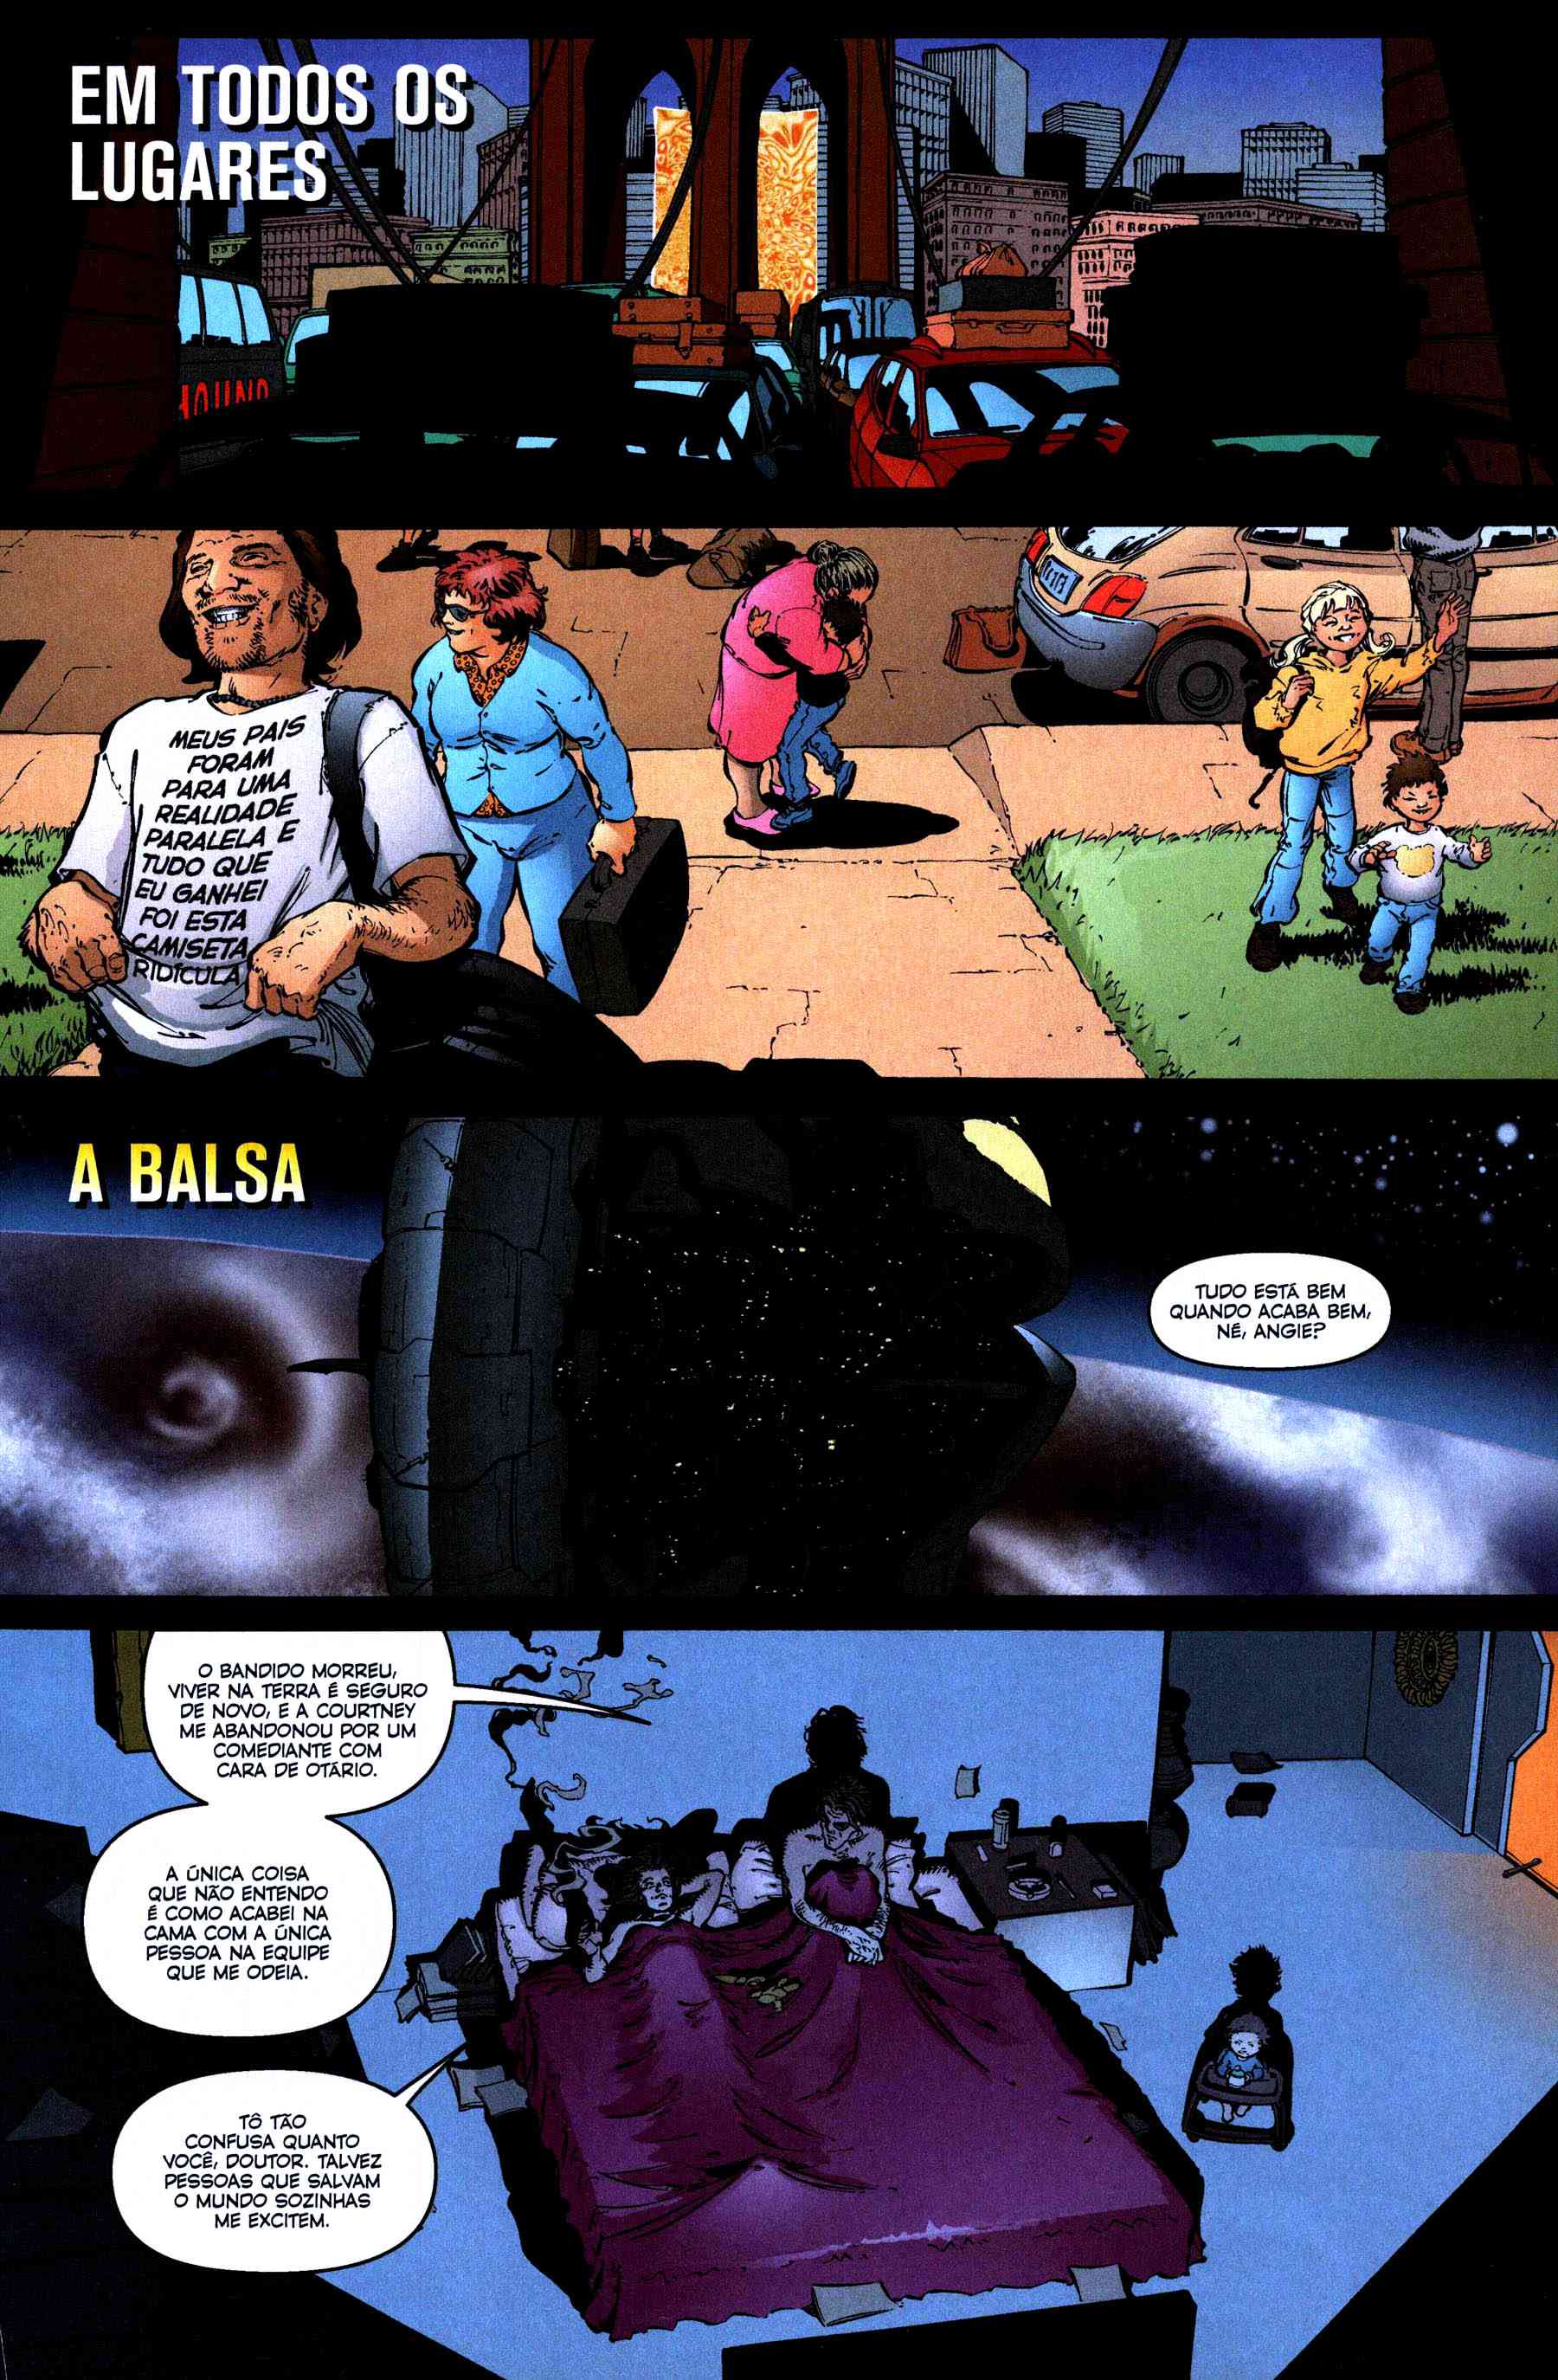 EM TODOS OS
LUGARES
HOUND
MEUS PAIS
FORAM
PARA UMA
REALIDADE
PARALELA E
TUDO QUE
EU GANHEI
FOI ESTA
CAMISETA
RIDÍCULA
A BALSA
TUDO ESTÁ BEM
QUANDO ACABA BEM,
NÉ, ANGIE?
O BANDIDO MORREU,
VIVER NA TERRA É SEGURO
DE NOVO, E A COURTNEY
ME ABANDONOU POR UM
COMEDIANTE COM
CARA DE OTÁRIO.
A ÚNICA COISA
QUE NÃO ENTENDO
É COMO ACABEI NA
CAMA COM A ÚNICA
PESSOA NA EQUIPE
QUE ME ODEIA.
TÔ TÃO
CONFUSA QUANTO
VOCÊ, DOUTOR. TALVEZ
PESSOAS QUE SALVAM
O MUNDO SOZINHAS
ME EXCITEM.